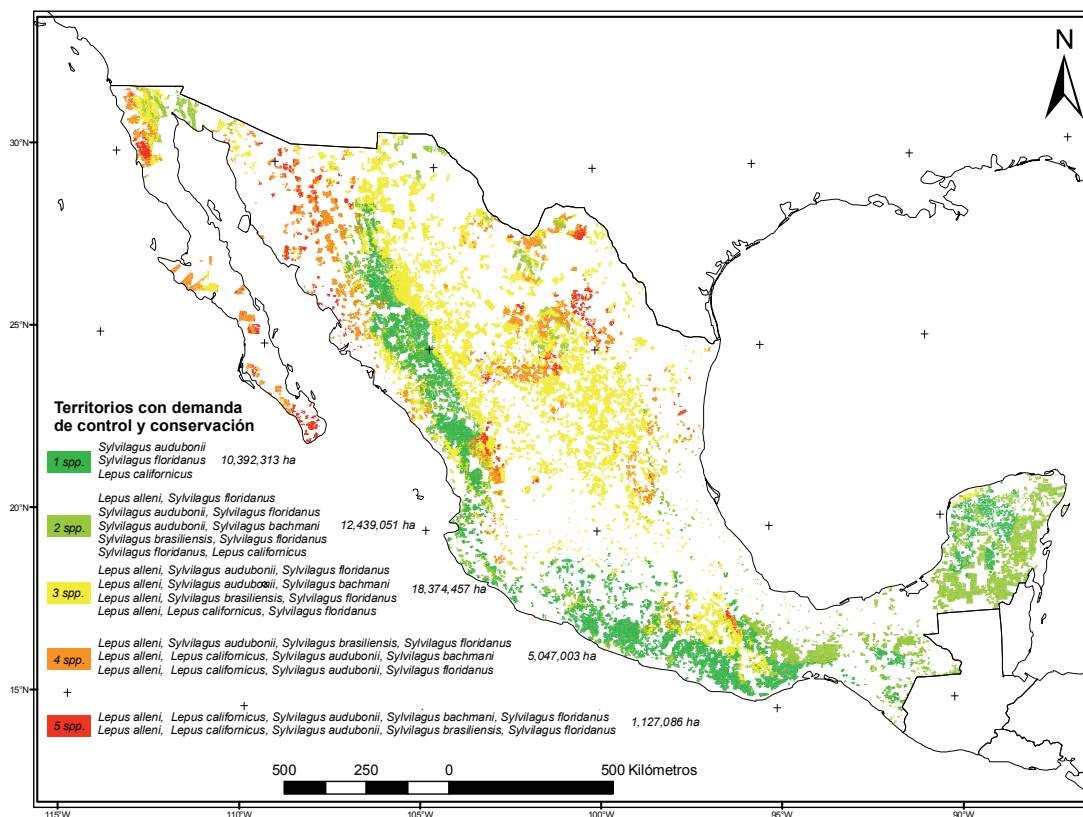 N
30°N
25°N
20°N
15°N
Territorios con demanda
de control y conservación
1 spp.
Sylvilagus audubonii
Sylvilagus floridanus
Lepus californicus
10,392,313 ha
2 spp.
Lepus alleni, Sylvilagus floridanus
Sylvilagus audubonii, Sylvilagus floridanus
Sylvilagus audubonii, Sylvilagus bachmani
Sylvilagus brasiliensis, Sylvilagus floridanus
Sylvilagus floridanus, Lepus californicus
12,439,051 ha
3 spp.
Lepus alleni, Sylvilagus audubonii, Sylvilagus floridanus
Lepus alleni, Sylvilagus audubonii, Sylvilagus bachmani
Lepus alleni, Sylvilagus brasiliensis, Sylvilagus floridanus
Lepus alleni, Lepus californicus, Sylvilagus floridanus
18,374,457 ha
4 spp.
Lepus alleni, Sylvilagus audubonii, Sylvilagus brasiliensis, Sylvilagus floridanus
Lepus alleni, Lepus californicus, Sylvilagus audubonii, Sylvilagus bachmani
Lepus alleni, Lepus californicus, Sylvilagus audubonii, Sylvilagus floridanus
5,047,003 ha
5 spp.
Lepus alleni, Lepus californicus, Sylvilagus audubonii, Sylvilagus bachmani, Sylvilagus floridanus
Lepus alleni, Lepus californicus, Sylvilagus audubonii, Sylvilagus brasiliensis, Sylvilagus floridanus
1,127,086 ha
500 250 0 500 Kilómetros
115°W 110°W 105°W 100°W 95°W 90°W